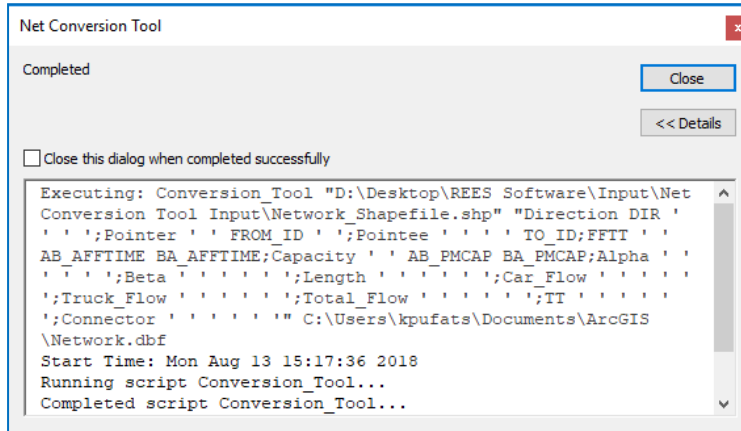 Net Conversion Tool
x
Completed
Close
<< Details
Close this dialog when completed successfully
Executing: Conversion_Tool "D:\Desktop\REES Software\Input\Net
Conversion Tool Input\Network_Shapefile.shp" "Direction DIR '
' ' ';Pointer ' ' FROM_ID ' ';Pointee ' ' ' ' TO_ID;FFTT ' '
AB_AFFTIME BA_AFFTIME;Capacity ' ' AB_PMCAP BA_PMCAP;Alpha ' '
' ' ' ';Beta ' ' ' ' ' ';Length ' ' ' ' ' ';Car_Flow ' ' ' ' '
';Truck_Flow ' ' ' ' ' ';Total_Flow ' ' ' ' ' ';TT ' ' ' ' '
';Connector ' ' ' ' ' '" C:\Users\kpufats\Documents\ArcGIS
\Network.dbf
Start Time: Mon Aug 13 15:17:36 2018
Running script Conversion_Tool...
Completed script Conversion_Tool...